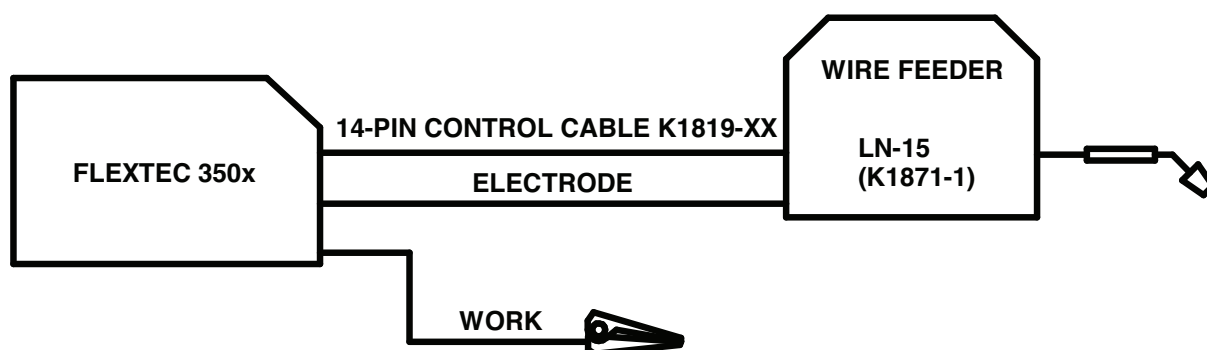 WIRE FEEDER
14-PIN CONTROL CABLE K1819-XX
LN-15
(K1871-1)
FLEXTEC 350x
ELECTRODE
WORK